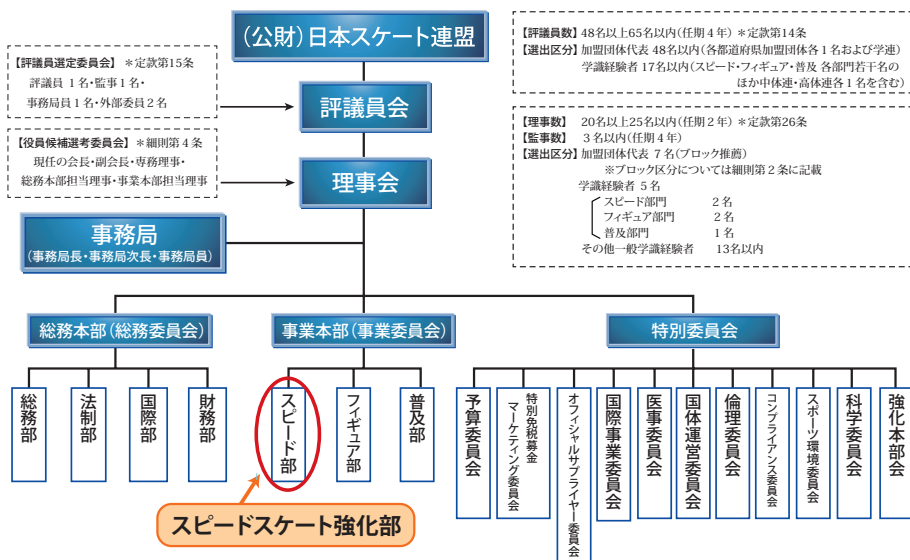 (公財)日本スケート連盟
【評議員選定委員会】＊定款第15条
評議員 1名・監事1名・
事務局員1名・外部委員2名
評議員会
【役員候補選考委員会】＊細則第4条
現任の会長・副会長・専務理事・
総務本部担当理事・事業本部担当理事
理事会
【評議員数】48名以上65名以内(任期4年)＊定款第14条
【選出区分】加盟団体代表 48名以内(各都道府県加盟団体各1名および学連)
学識経験者 17名以内(スピード・フィギュア・普及 各部門若干名の
ほか中体連・高体連各1名を含む)
【理事数】 20名以上25名以内(任期2年)＊定款第26条
【監事数】 3名以内(任期4年)
【選出区分】加盟団体代表 7名(ブロック推薦)
※ブロック区分については細則第2条に記載
学識経験者 5名
スピード部門 2名
フィギュア部門 2名
普及部門 1名
その他一般学識経験者 13名以内
事務局
(事務局長・事務局次長・事務局員)
総務本部(総務委員会)
事業本部(事業委員会)
特別委員会
総務部
法制部
国際部
財務部
スピード部
フィギュア部
普及部
予算委員会
特別免税募金
マーケティング委員会
オフィシャルサプライヤー委員会
国際事業委員会
医事委員会
国体運営委員会
倫理委員会
コンプライアンス委員会
スポーツ環境委員会
科学委員会
強化本部会
スピードスケート強化部